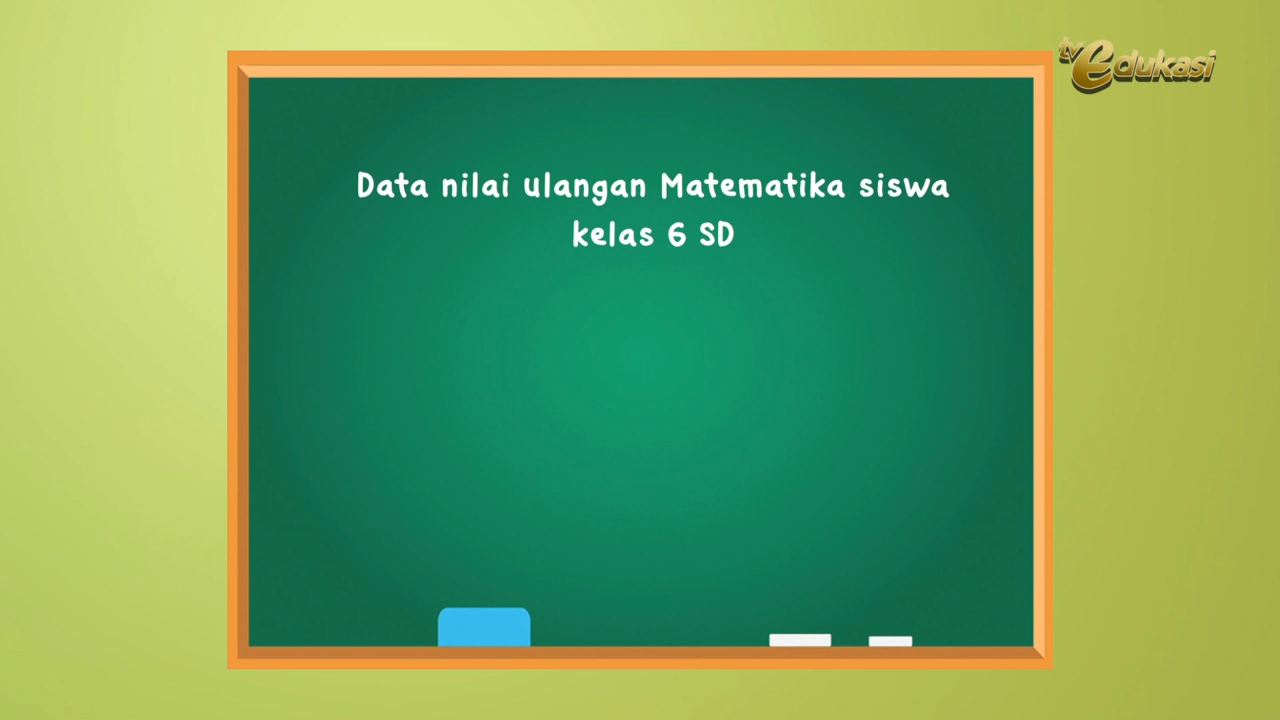 tv edukasi
Data nilai ulangan Matematika siswa
kelas 6 SD